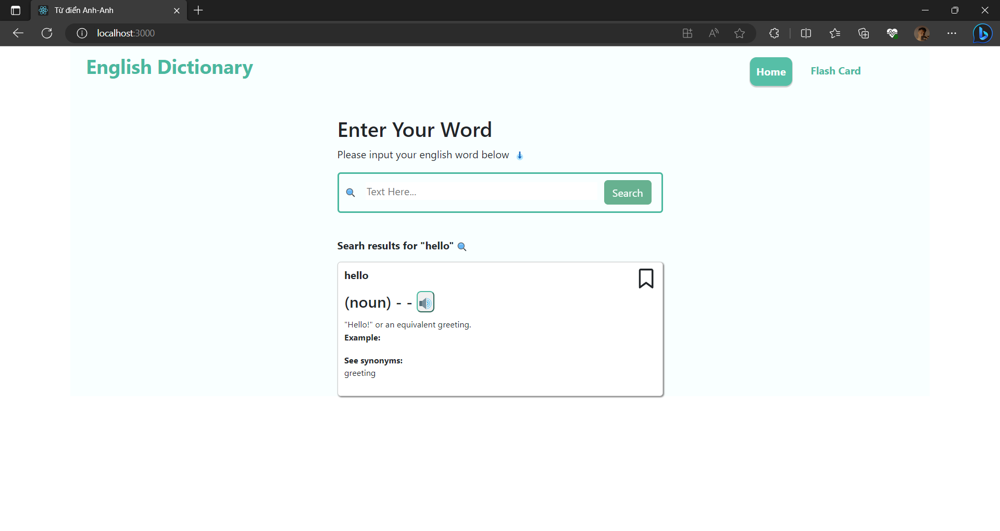 Từ điển Anh-Anh
localhost:3000
English Dictionary
Home
Flash Card
Enter Your Word
Please input your english word below
Text Here...
Search
Searh results for "hello"
hello
(noun) - -
"Hello!" or an equivalent greeting.
Example:
See synonyms:
greeting